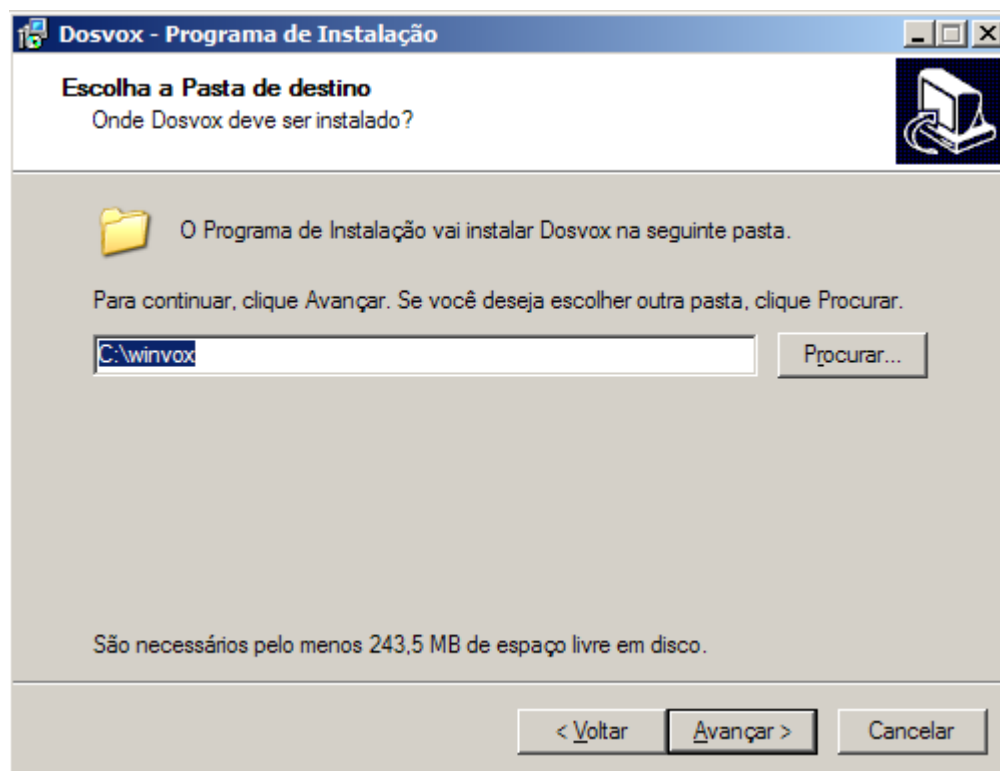 Dosvox - Programa de Instalação
Escolha a Pasta de destino
Onde Dosvox deve ser instalado?
O Programa de Instalação vai instalar Dosvox na seguinte pasta.
Para continuar, clique Avançar. Se você deseja escolher outra pasta, clique Procurar.
C:\winvox
Procurar...
São necessários pelo menos 243,5 MB de espaço livre em disco.
< Voltar
Avançar >
Cancelar